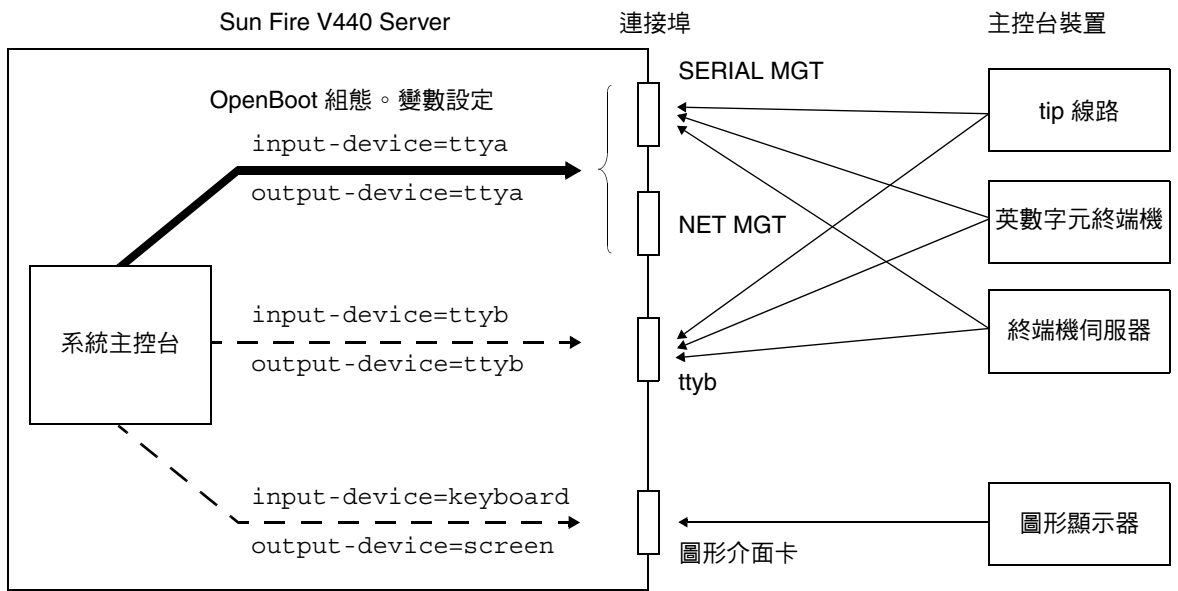 Sun Fire V440 Server
連接埠
主控台裝置
OpenBoot 組態。變數設定
input-device=ttya
output-device=ttya
SERIAL MGT
NET MGT
tip 線路
英數字元終端機
終端機伺服器
系統主控台
input-device=ttyb
output-device=ttyb
ttyb
input-device=keyboard
output-device=screen
圖形介面卡
圖形顯示器